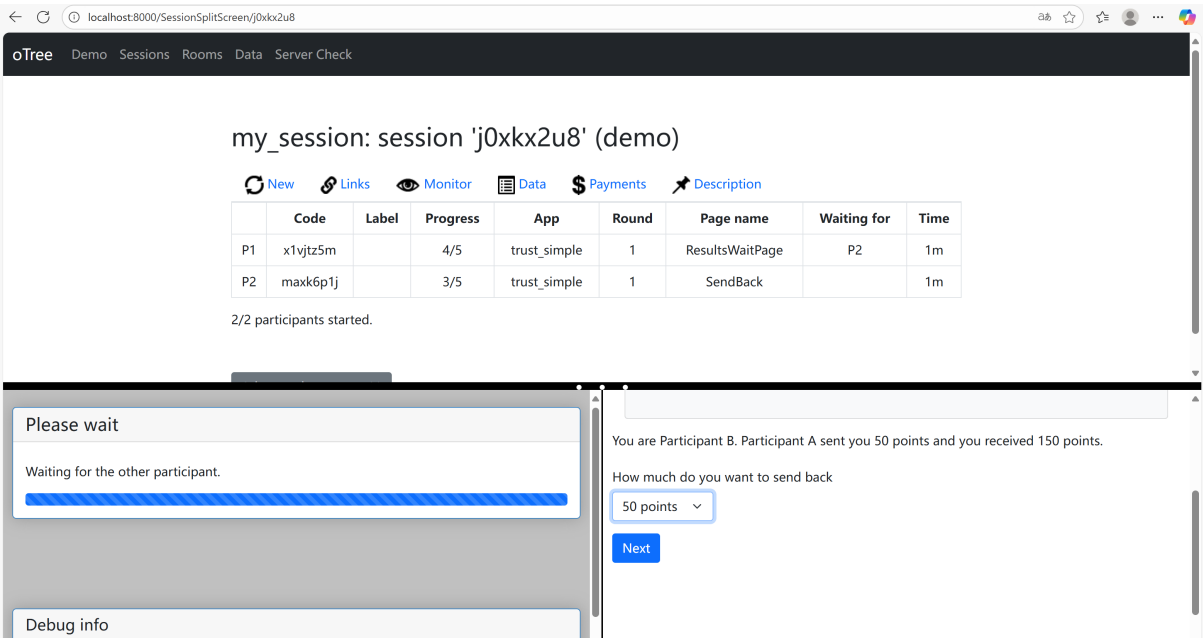 localhost:8000/SessionSplitScreen/j0xkx2u8
oTree Demo Sessions Rooms Data Server Check
my_session: session 'j0xkx2u8' (demo)
New Links Monitor Data Payments Description
Code Label Progress App Round Page name Waiting for Time
P1 x1vjtz5m 4/5 trust_simple 1 ResultsWaitPage P2 1m
P2 maxk6p1j 3/5 trust_simple 1 SendBack 1m
2/2 participants started.
Please wait
Waiting for the other participant.
Debug info
You are Participant B. Participant A sent you 50 points and you received 150 points.
How much do you want to send back
50 points
Next